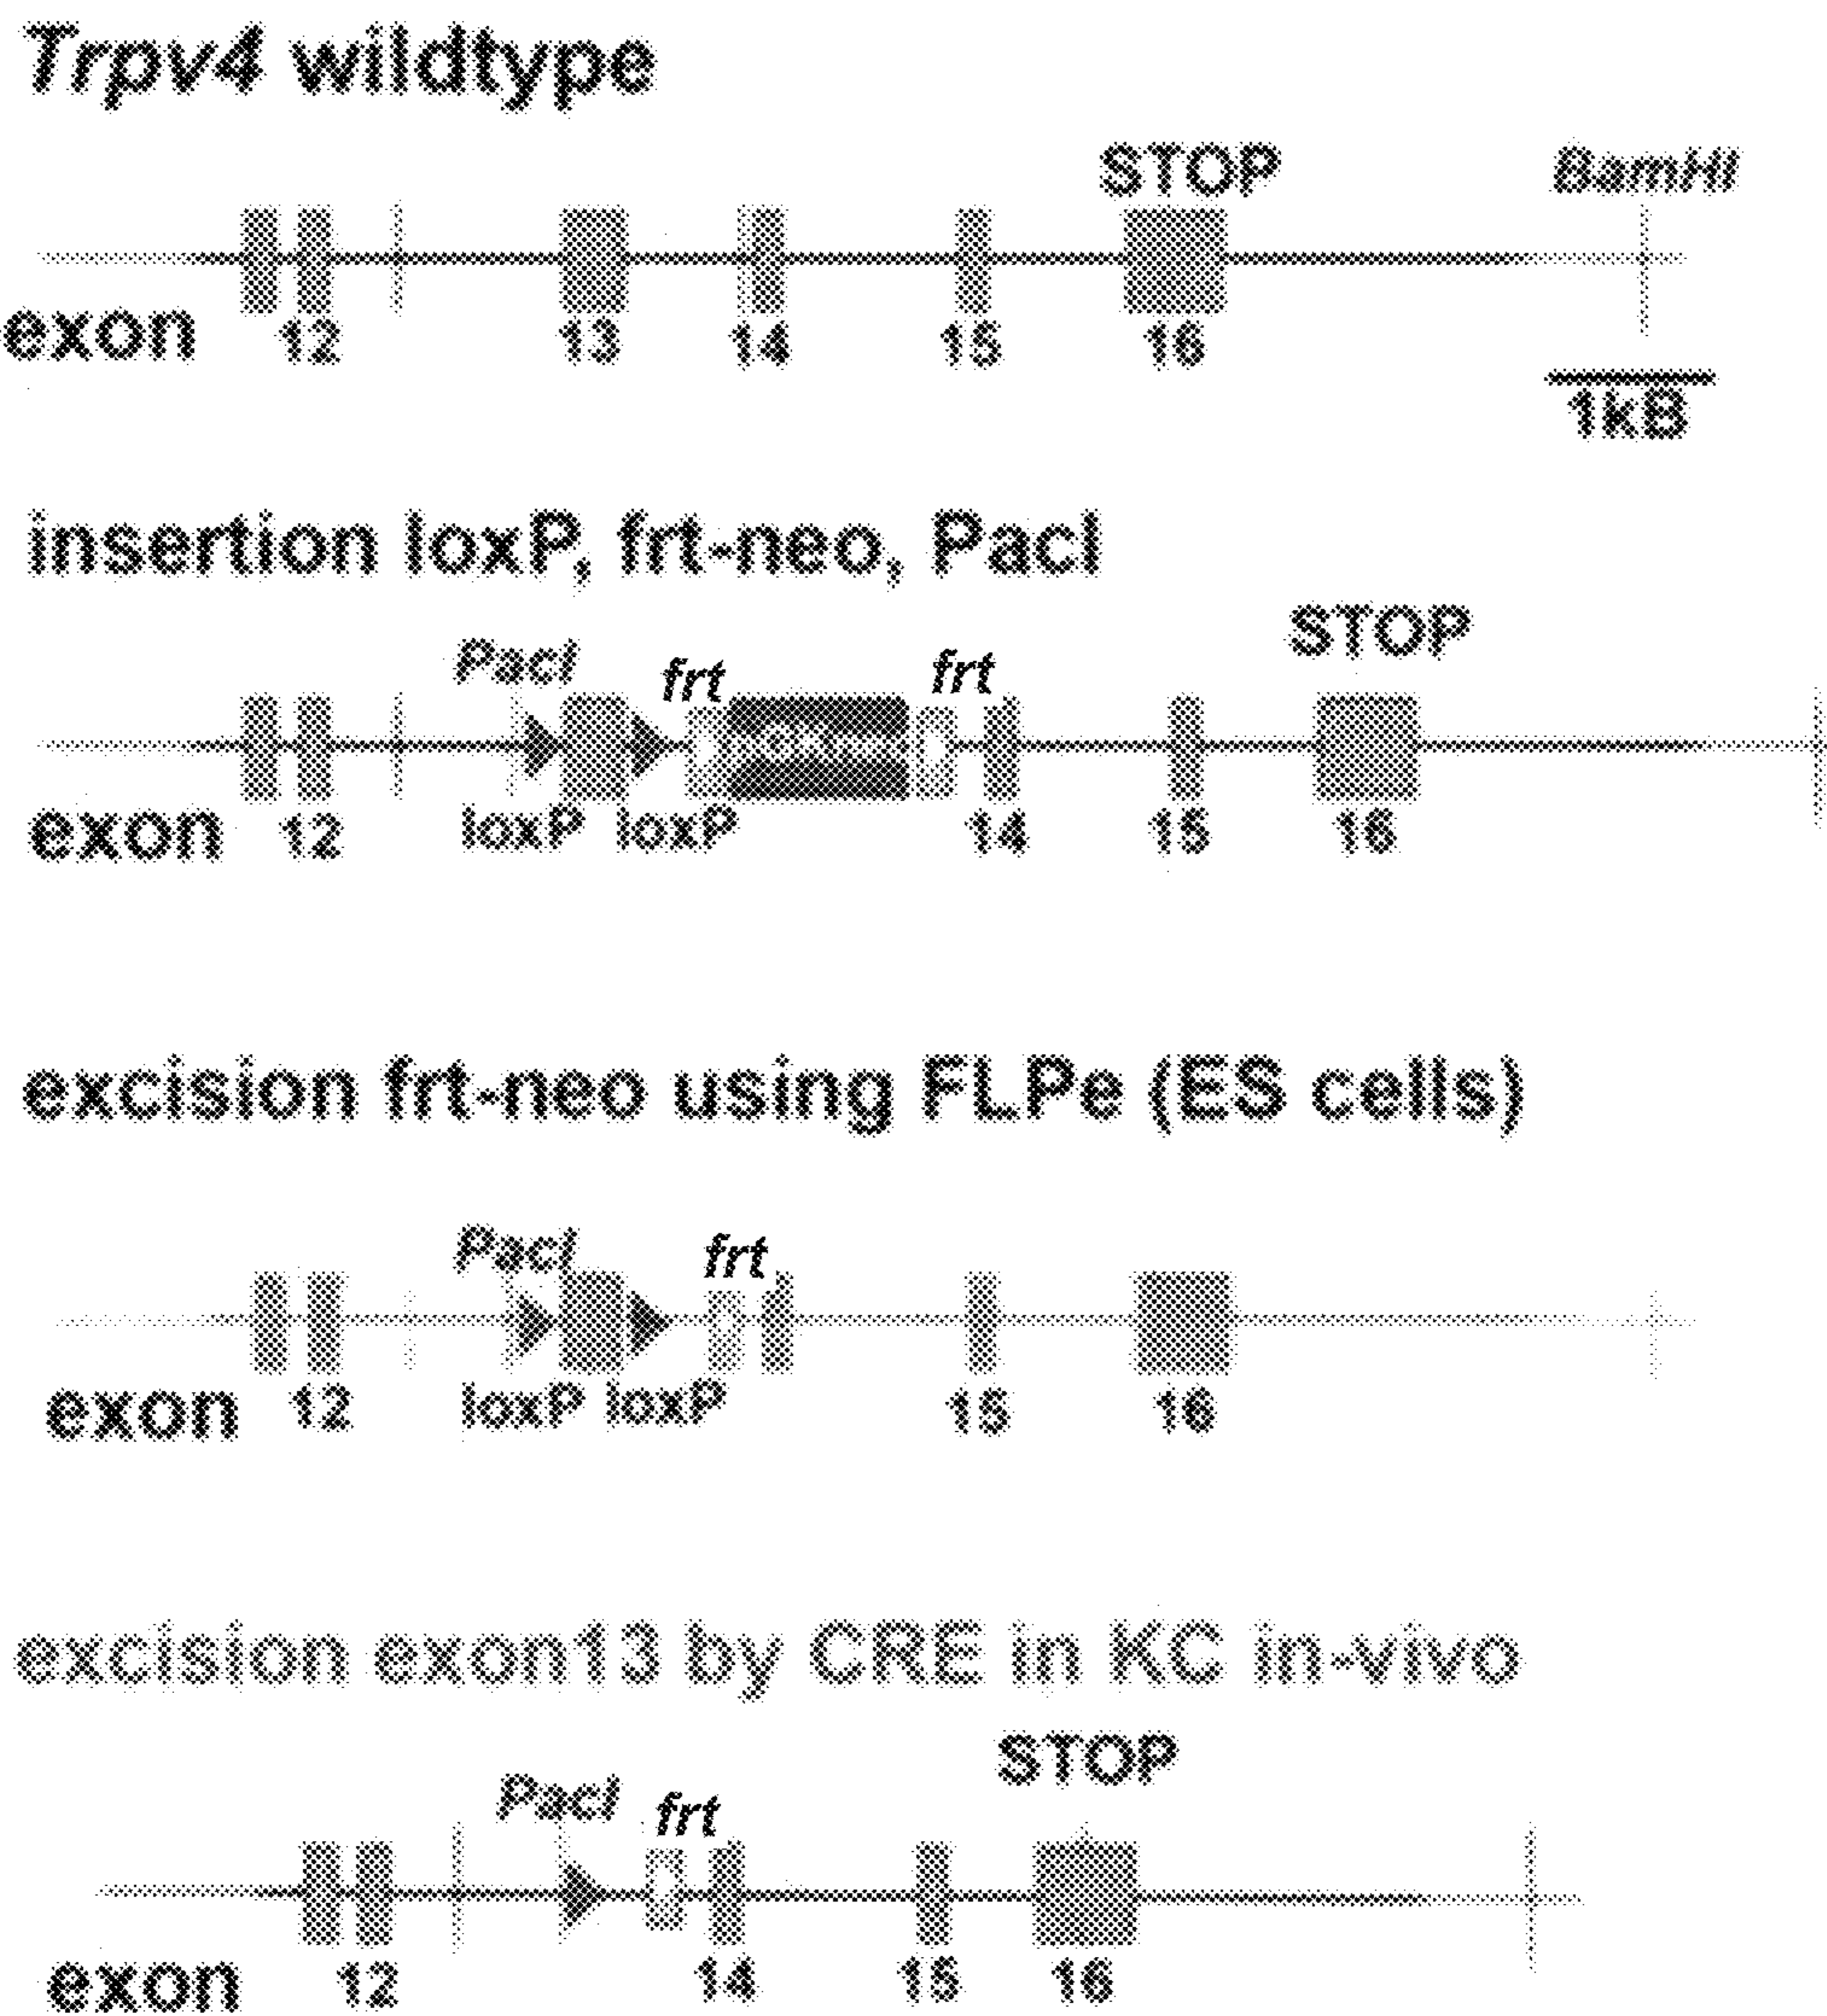 Trpv4 wildtype
STOP BamHI
exon 12 13 14 15 16
1kB
insertion loxP, frt-neo, PacI
STOP
PacI frt frt
exon 12 loxP loxP 14 15 16
excision frt-neo using FLPe (ES cells)
PacI frt
exon 12 loxP loxP 15 16
excision exon13 by CRE in KC in-vivo
STOP
PacI frt
exon 12 14 15 16